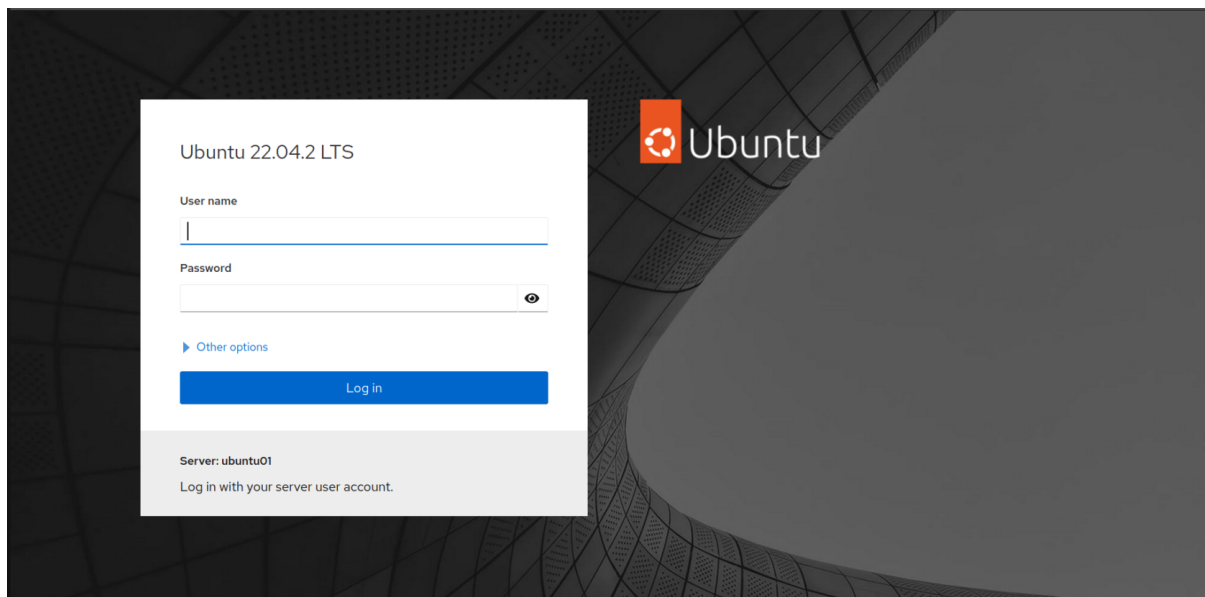 Ubuntu 22.04.2 LTS
User name
Password
Other options
Log in
Server: ubuntu01
Log in with your server user account.
Ubuntu